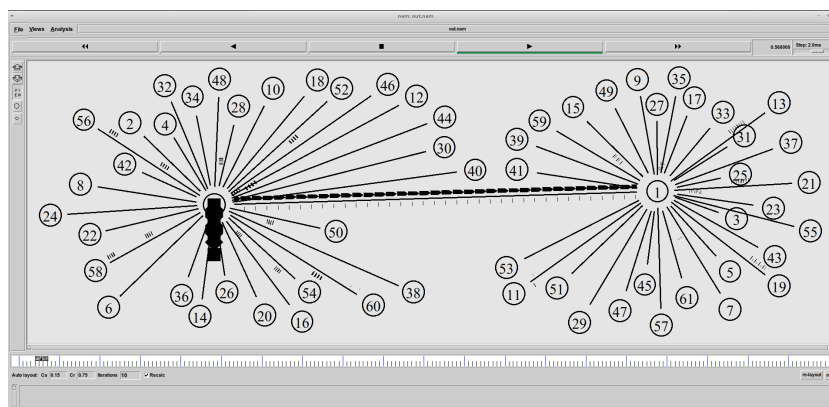 nam: out.nam
File Views Analysis out.nam
0.560000 Step: 2.0ms
32 48 10 18 52 46 9 35
34 28 12 49 27 17 13
56 2 4 44 59 15 33
39 31
42 30 37
8 40 41 25 21
24 1
22 50 3 23 55
58 53 43
6 36 26 54 60 38 11 51 45 5 19
14 20 16 29 47 57 61 7
Auto layout: Ca 0.15 Cr 0.75 Iterations 10 Recalc re-layout